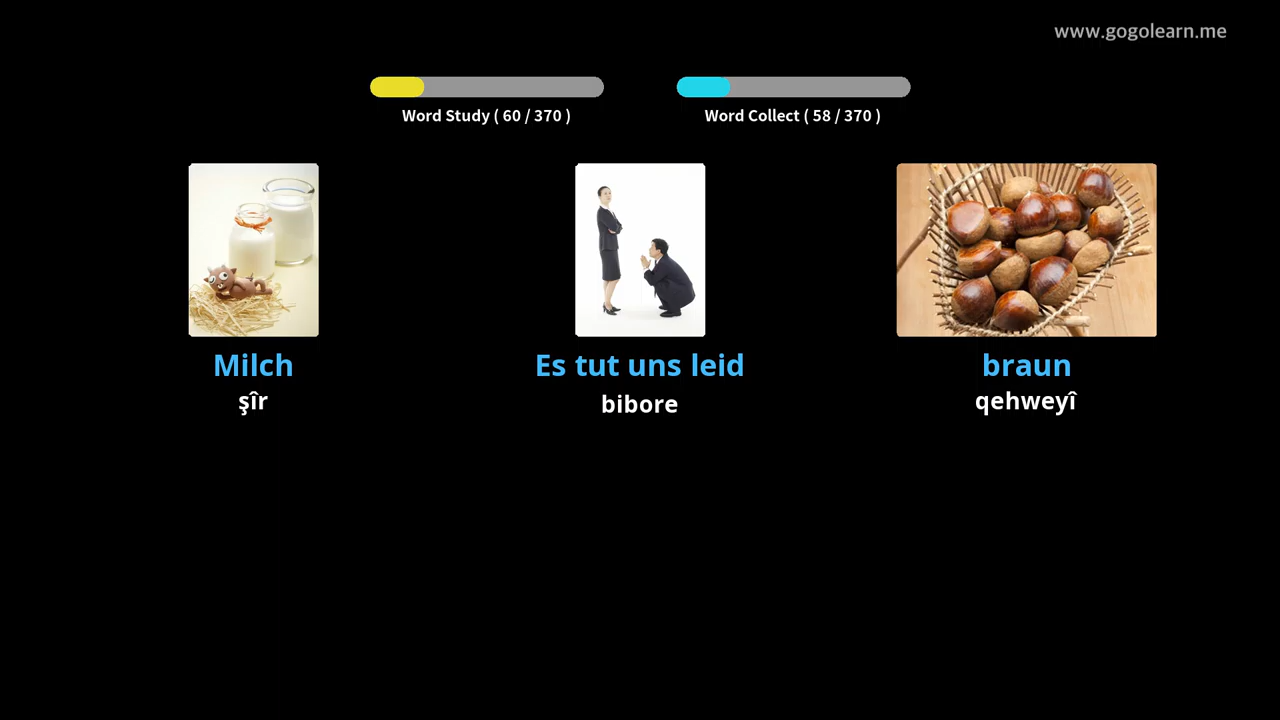 www.gogolearn.me
Word Study ( 60 / 370 )
Word Collect ( 58 / 370 )
Milch
şîr
Es tut uns leid
bibore
braun
qehweyî